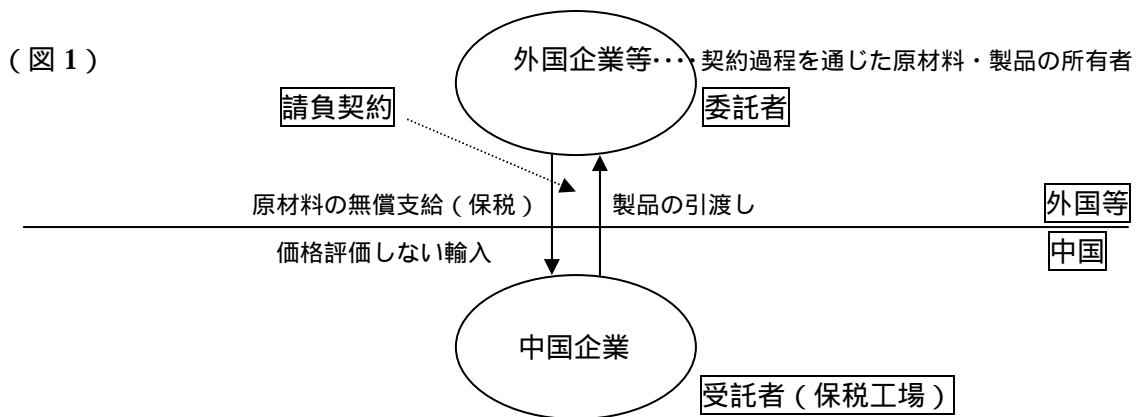 （図1）
外国企業等････契約過程を通じた原材料・製品の所有者
請負契約
委託者
原材料の無償支給（保税）
製品の引渡し
外国等
価格評価しない輸入
中国
中国企業
受託者（保税工場）